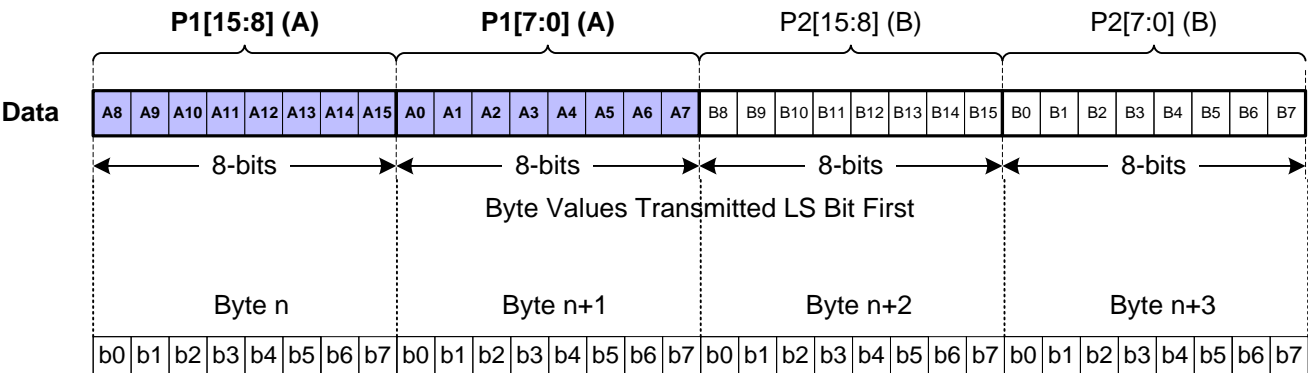 P1[15:8] (A) P1[7:0] (A) P2[15:8] (B) P2[7:0] (B)
Data A8 A9 A10 A11 A12 A13 A14 A15 A0 A1 A2 A3 A4 A5 A6 A7 B8 B9 B10 B11 B12 B13 B14 B15 B0 B1 B2 B3 B4 B5 B6 B7
8-bits 8-bits 8-bits 8-bits
Byte Values Transmitted LS Bit First
Byte n Byte n+1 Byte n+2 Byte n+3
b0 b1 b2 b3 b4 b5 b6 b7 b0 b1 b2 b3 b4 b5 b6 b7 b0 b1 b2 b3 b4 b5 b6 b7 b0 b1 b2 b3 b4 b5 b6 b7